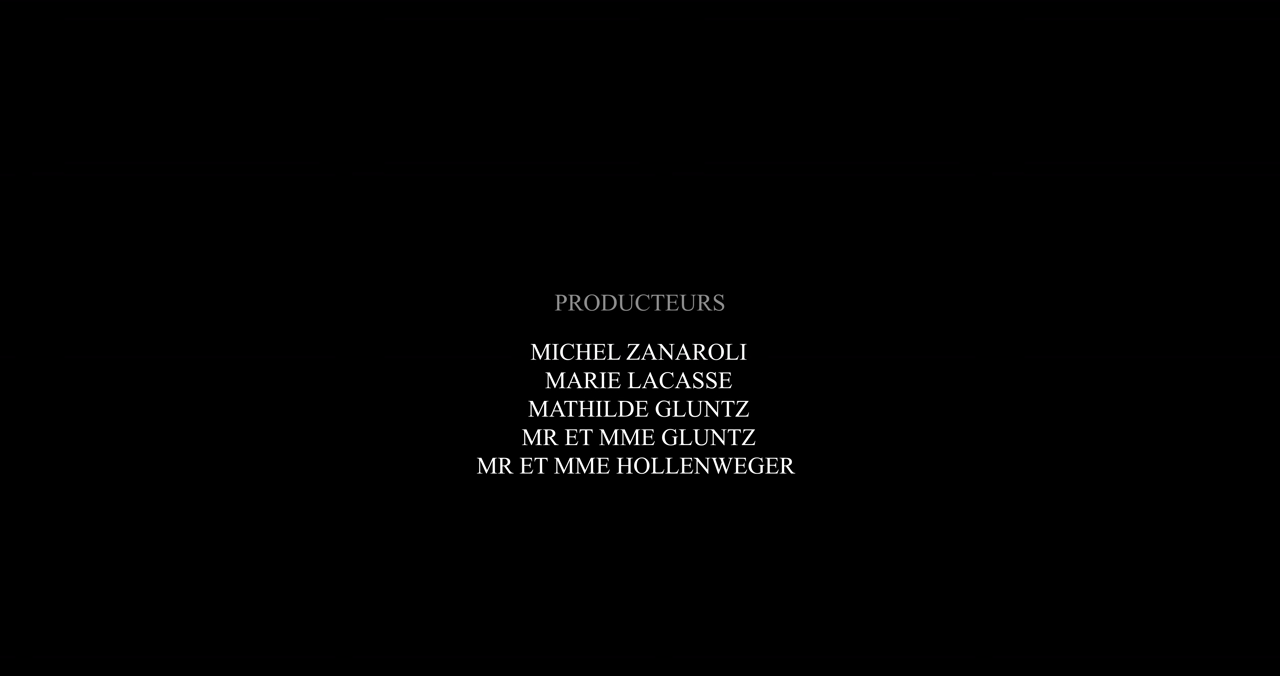 PRODUCTEURS
MICHEL ZANAROLI
MARIE LACASSE
MATHILDE GLUNTZ
MR ET MME GLUNTZ
MR ET MME HOLLENWEGER